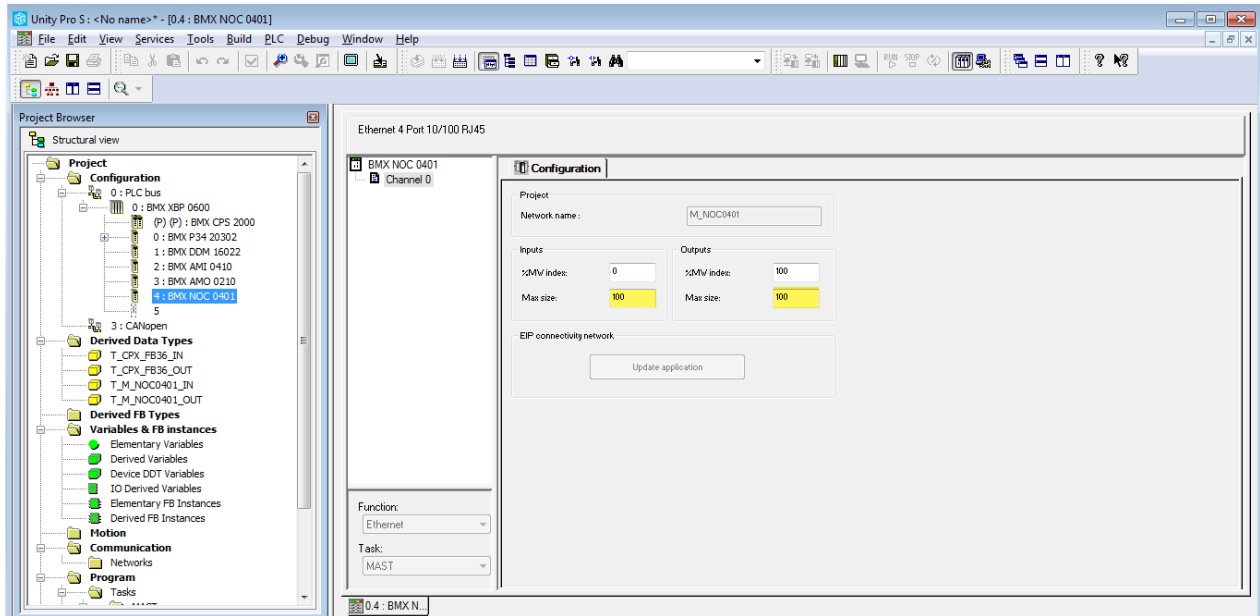 Unity Pro S : <No name>* - [0.4 : BMX NOC 0401]
File Edit View Services Tools Build PLC Debug Window Help
RUN STOP
Project Browser
Structural view
Project
Configuration
0 : PLC bus
0 : BMX XBP 0600
(P) (P) : BMX CPS 2000
0 : BMX P34 20302
1 : BMX DDM 16022
2 : BMX AMI 0410
3 : BMX AMO 0210
4 : BMX NOC 0401
5
3 : CANopen
Derived Data Types
T_CPX_FB36_IN
T_CPX_FB36_OUT
T_M_NOC0401_IN
T_M_NOC0401_OUT
Derived FB Types
Variables & FB instances
Elementary Variables
Derived Variables
Device DDT Variables
IO Derived Variables
Elementary FB Instances
Derived FB Instances
Motion
Communication
Networks
Program
Tasks
MAST
Ethernet 4 Port 10/100 RJ45
BMX NOC 0401
Channel 0
Function:
Ethernet
Task:
MAST
Configuration
Project
Network name :
M_NOC0401
Inputs
%MW index:
0
Max size:
100
Outputs
%MW index:
100
Max size:
100
EIP connectivity network
Update application
0.4 : BMX N...